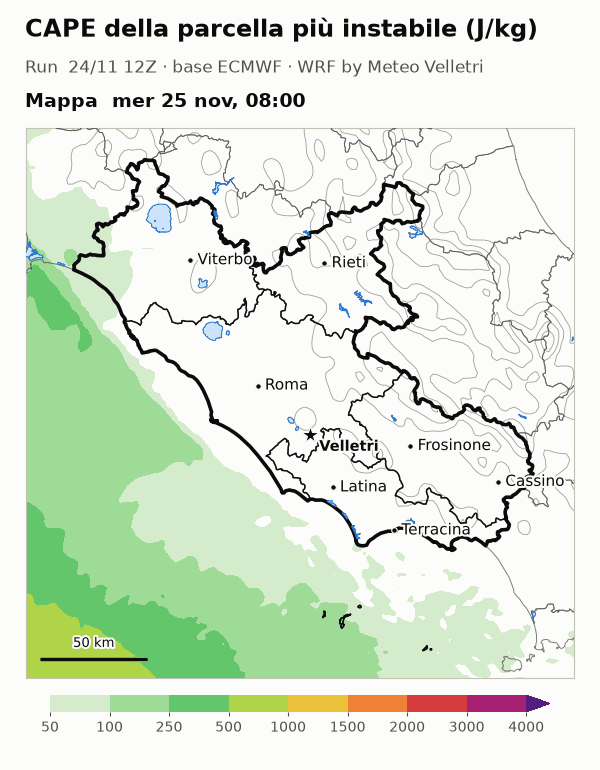 CAPE della parcella più instabile (J/kg)
Run 24/11 12Z · base ECMWF · WRF by Meteo Velletri
Mappa mer 25 nov, 08:00
Viterbo
Rieti
Roma
Velletri
Frosinone
Cassino
Latina
Terracina
50 km
50 100 250 500 1000 1500 2000 3000 4000